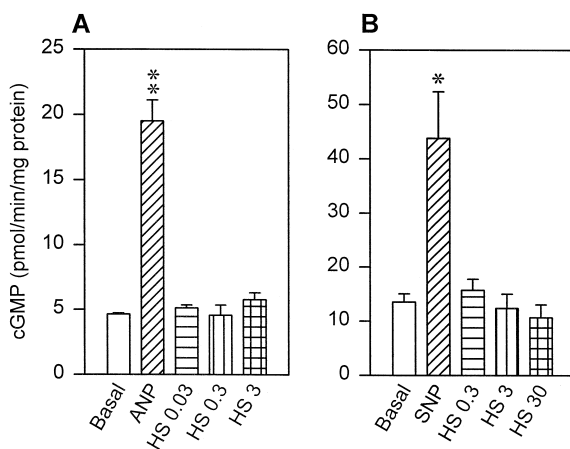 A
B
cGMP (pmol/min/mg protein)
25
20
15
10
5
0
**
Basal
ANP
HS 0.03
HS 0.3
HS 3
60
50
40
30
20
10
0
*
Basal
SNP
HS 0.3
HS 3
HS 30